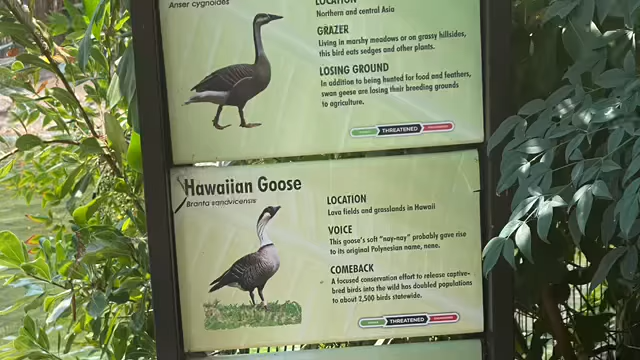 Anser cygnoides
LOCATION
Northern and central Asia
GRAZER
Living in marshy meadows or on grassy hillsides,
this bird eats sedges and other plants.
LOSING GROUND
In addition to being hunted for food and feathers,
swan geese are losing their breeding grounds
to agriculture.
THREATENED
Hawaiian Goose
Branta sandvicensis
LOCATION
Lava fields and grasslands in Hawaii
VOICE
This goose's soft "nay-nay" probably gave rise
to its original Polynesian name, nene.
COMEBACK
A focused conservation effort to release captive-
bred birds into the wild has doubled populations
to about 2,500 birds statewide.
THREATENED